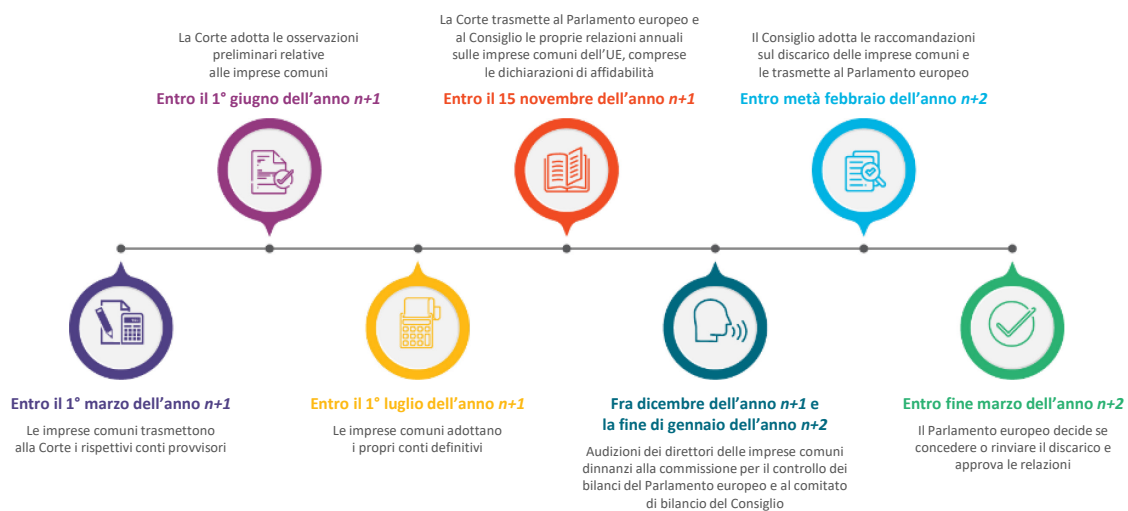 La Corte adotta le osservazioni
preliminari relative
alle imprese comuni
Entro il 1° giugno dell'anno n+1
La Corte trasmette al Parlamento europeo e
al Consiglio le proprie relazioni annuali
sulle imprese comuni dell'UE, comprese
le dichiarazioni di affidabilità
Entro il 15 novembre dell'anno n+1
Il Consiglio adotta le raccomandazioni
sul discarico delle imprese comuni e
le trasmette al Parlamento europeo
Entro metà febbraio dell'anno n+2
Entro il 1° marzo dell'anno n+1
Le imprese comuni trasmettono
alla Corte i rispettivi conti provvisori
Entro il 1° luglio dell'anno n+1
Le imprese comuni adottano
i propri conti definitivi
Fra dicembre dell'anno n+1 e
la fine di gennaio dell'anno n+2
Audizioni dei direttori delle imprese comuni
dinnanzi alla commissione per il controllo dei
bilanci del Parlamento europeo e al comitato
di bilancio del Consiglio
Entro fine marzo dell'anno n+2
Il Parlamento europeo decide se
concedere o rinviare il discarico e
approva le relazioni